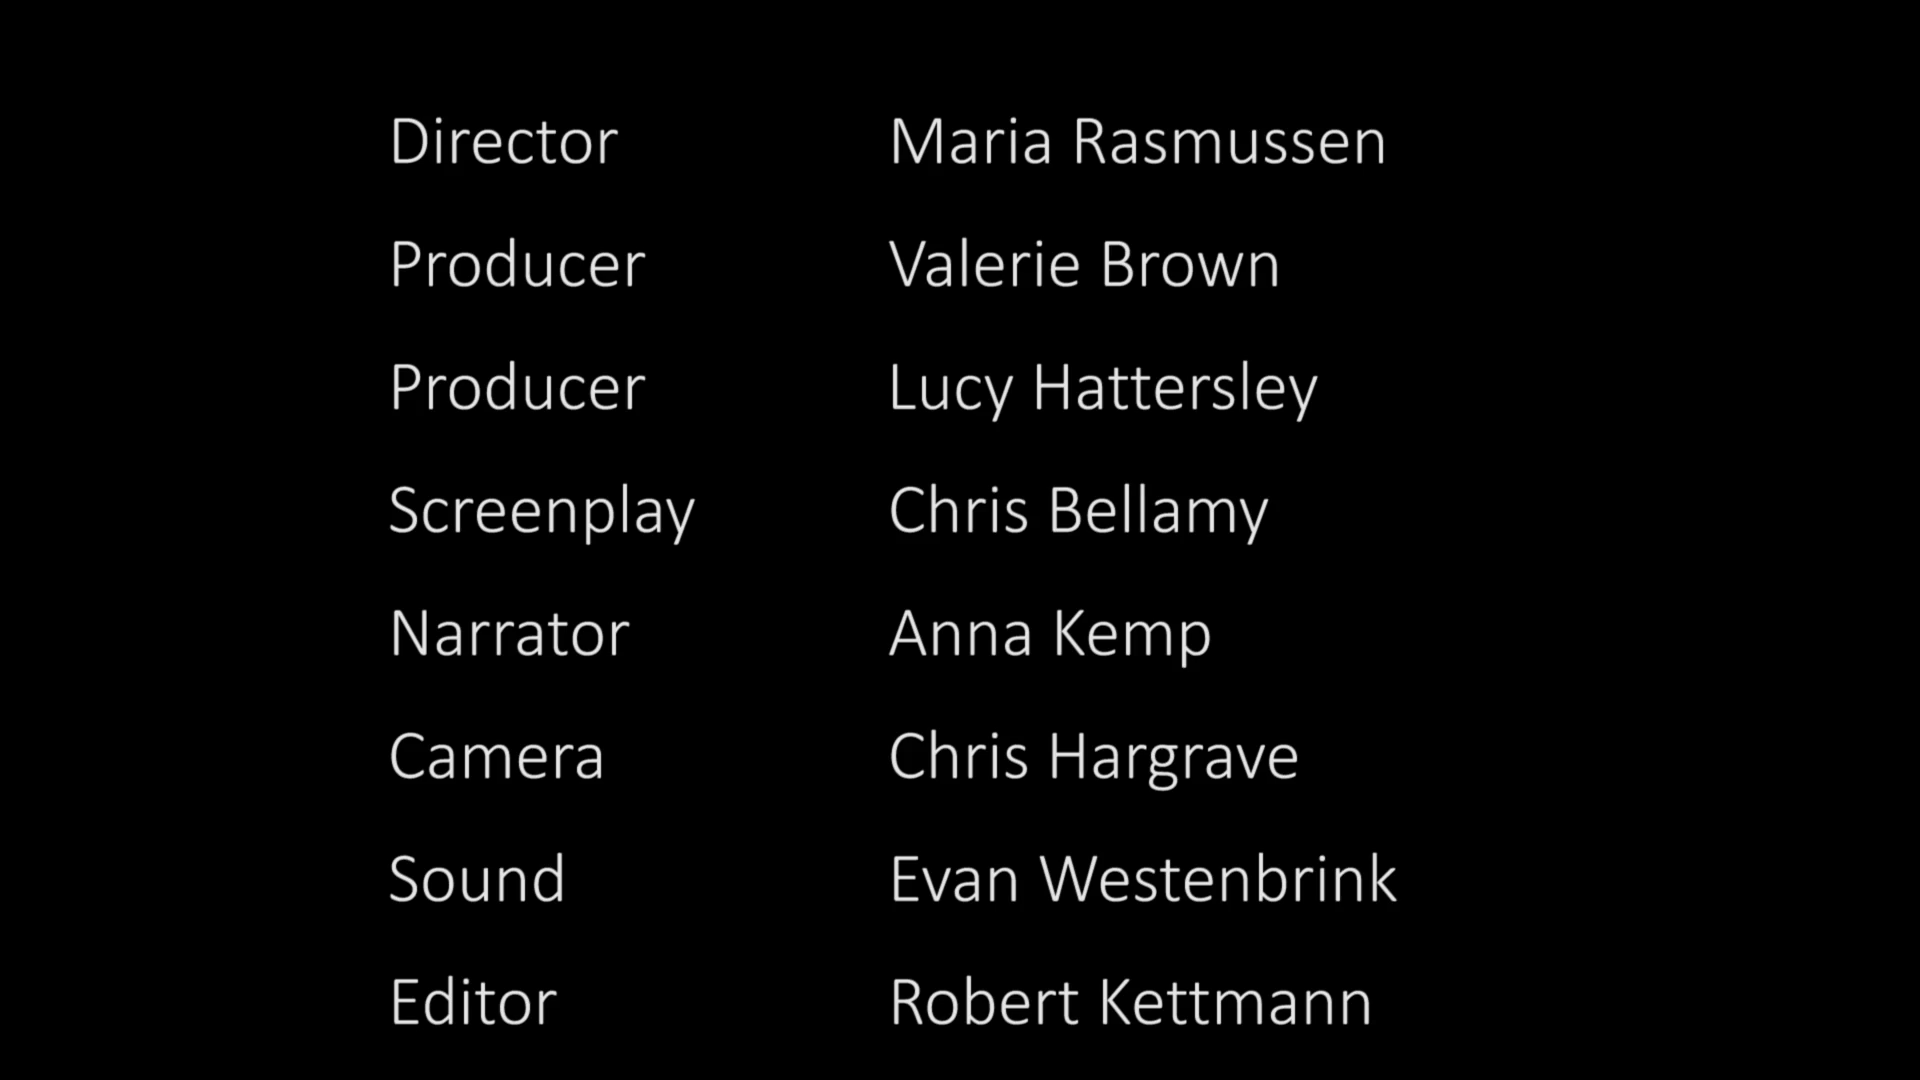 Director Maria Rasmussen
Producer Valerie Brown
Producer Lucy Hattersley
Screenplay Chris Bellamy
Narrator Anna Kemp
Camera Chris Hargrave
Sound Evan Westenbrink
Editor Robert Kettmann